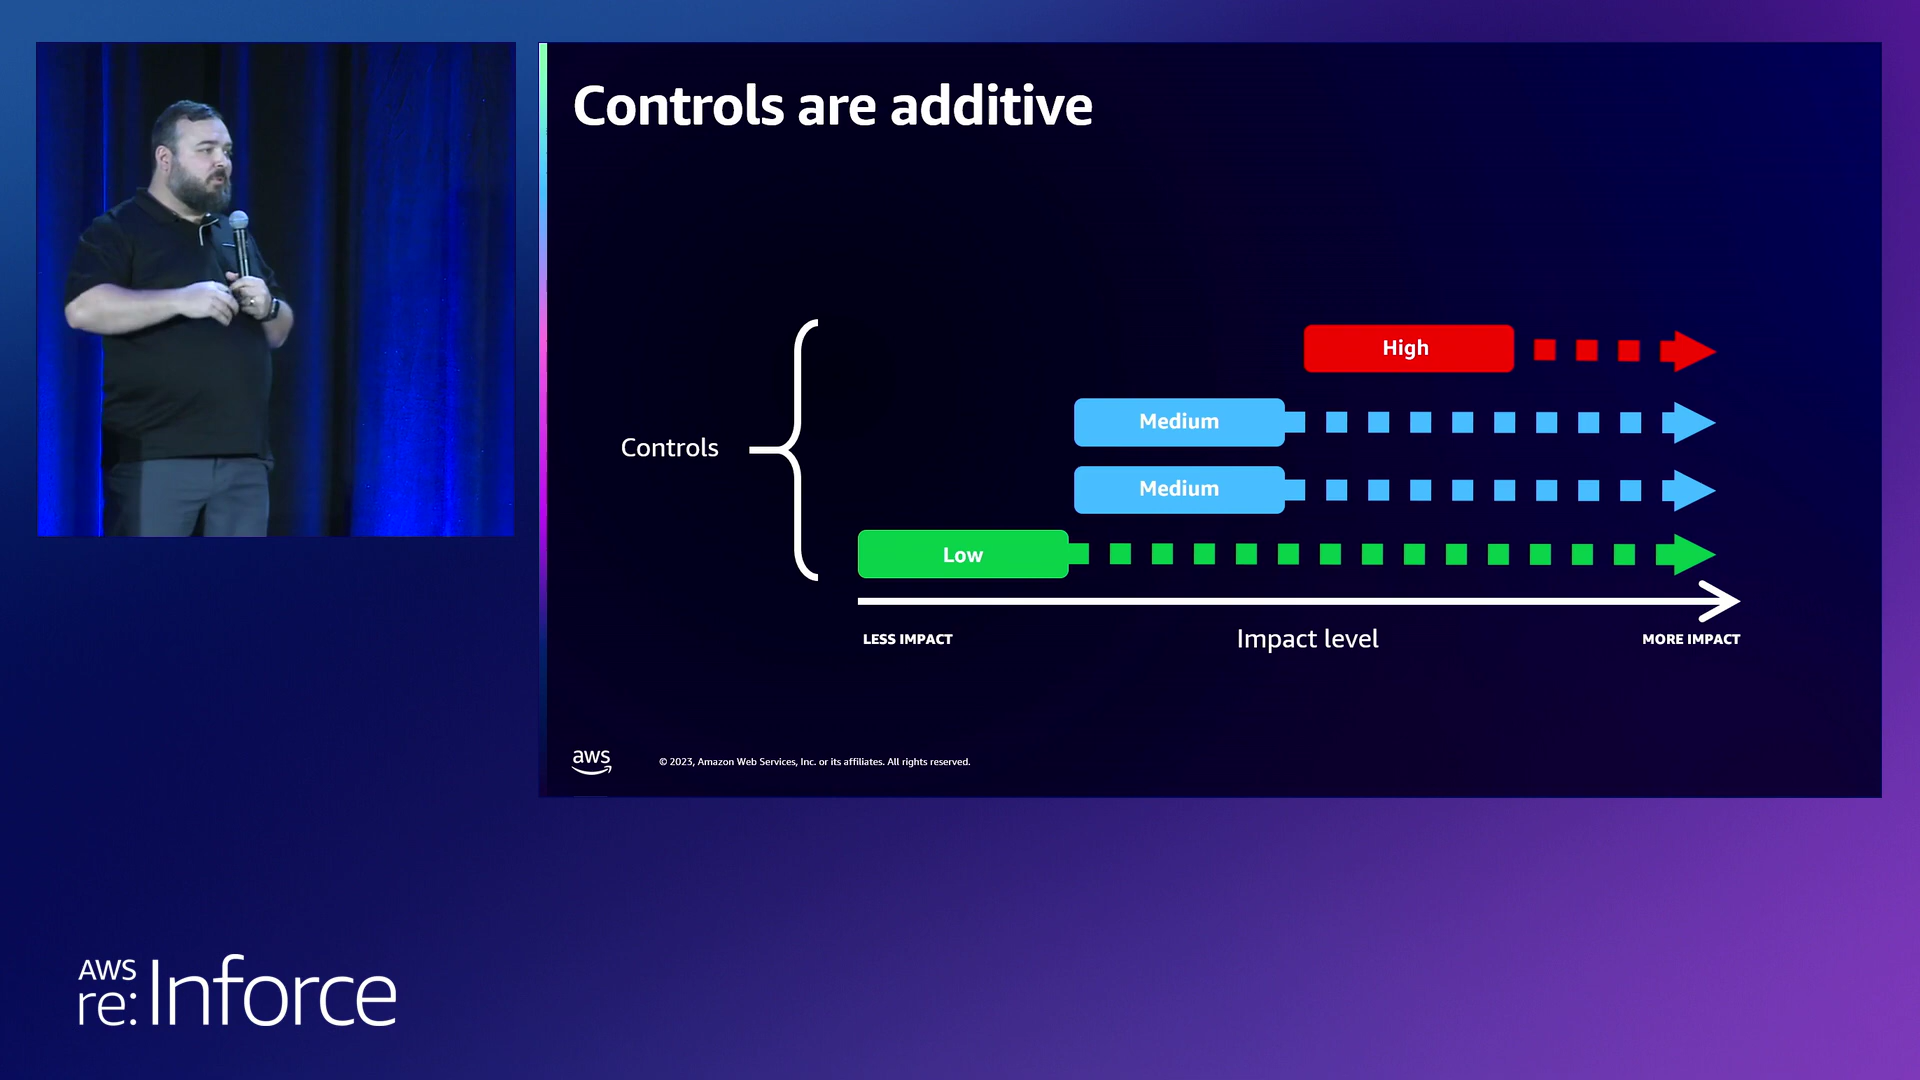 Controls are additive
High
Medium
Controls
Medium
Low
LESS IMPACT
Impact level
MORE IMPACT
aws
© 2023, Amazon Web Services, Inc. or its affiliates. All rights reserved.
AWS
re:Inforce